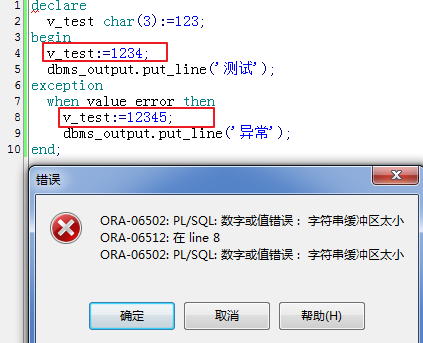 1 declare
2 v_test char(3):=123;
3 begin
4 v_test:=1234;
5 dbms_output.put_line('测试');
6 exception
7 when value_error then
8 v_test:=12345;
9 dbms_output.put_line('异常');
10 end;
错误
ORA-06502: PL/SQL: 数字或值错误 : 字符串缓冲区太小
ORA-06512: 在 line 8
ORA-06502: PL/SQL: 数字或值错误 : 字符串缓冲区太小
确定 取消 帮助(H)